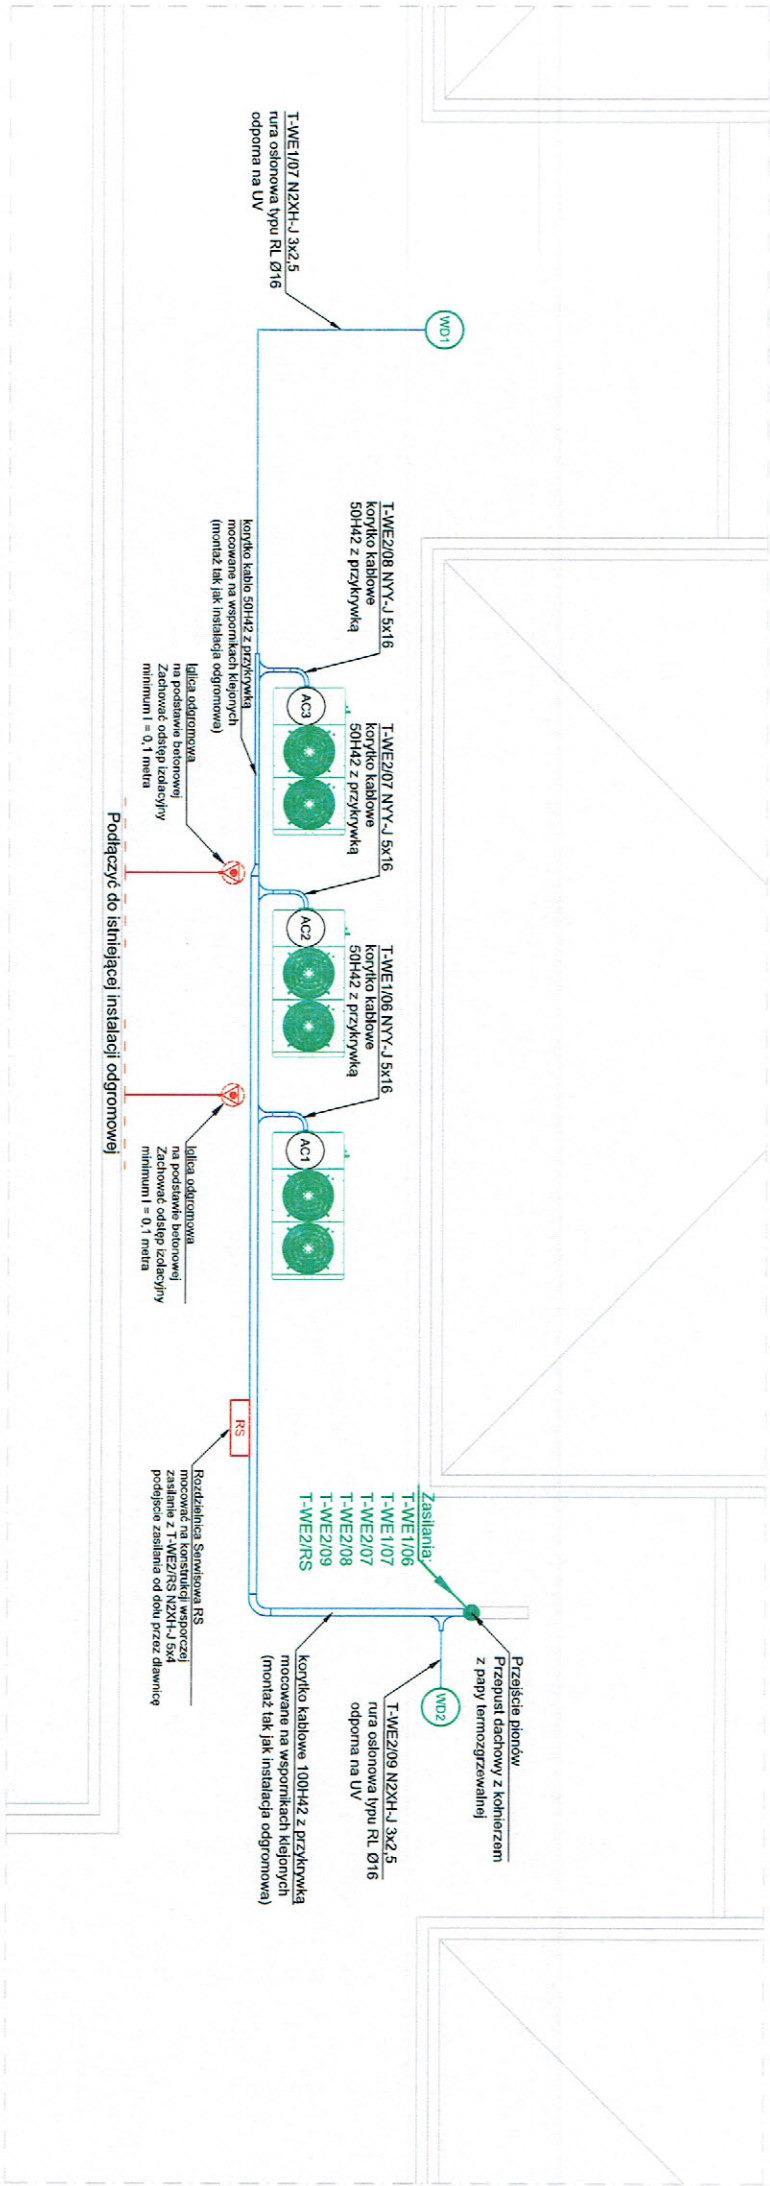 T-WE1/07 N2XH-J 3x2,5
rura osłonowa typu RL Ø16
odporna na UV
WD1
T-WE2/08 NYY-J 5x16
korytko kablowe
50H42 z przykrywką
korytko kablo 50H42 z przykrywką
mocowane na wspornikach klejonych
(montaż tak jak instalacja odgromowa)
AC3
Iglica odgromowa
na podstawie betonowej
Zachować odstęp izolacyjny
minimum l = 0,1 metra
T-WE2/07 NYY-J 5x16
korytko kablowe
50H42 z przykrywką
AC2
Podłączyć do istniejącej instalacji odgromowej
T-WE1/06 NYY-J 5x16
korytko kablowe
50H42 z przykrywką
AC1
Iglica odgromowa
na podstawie betonowej
Zachować odstęp izolacyjny
minimum l = 0,1 metra
RS
Rozdzielnica Serwisowa RS
mocować na konstrukcji wsporczej
zasilanie z T-WE2/RS N2XH-J 5x4
podejście zasilania od dołu przez dławnicę
Zasilania:
T-WE1/06
T-WE1/07
T-WE2/07
T-WE2/08
T-WE2/09
T-WE2/RS
Przejście pionów
Przepust dachowy z kołnierzem
z papy termozgrzewalnej
WD2
T-WE2/09 N2XH-J 3x2,5
rura osłonowa typu RL Ø16
odporna na UV
korytko kablowe 100H42 z przykrywką
mocowane na wspornikach klejonych
(montaż tak jak instalacja odgromowa)